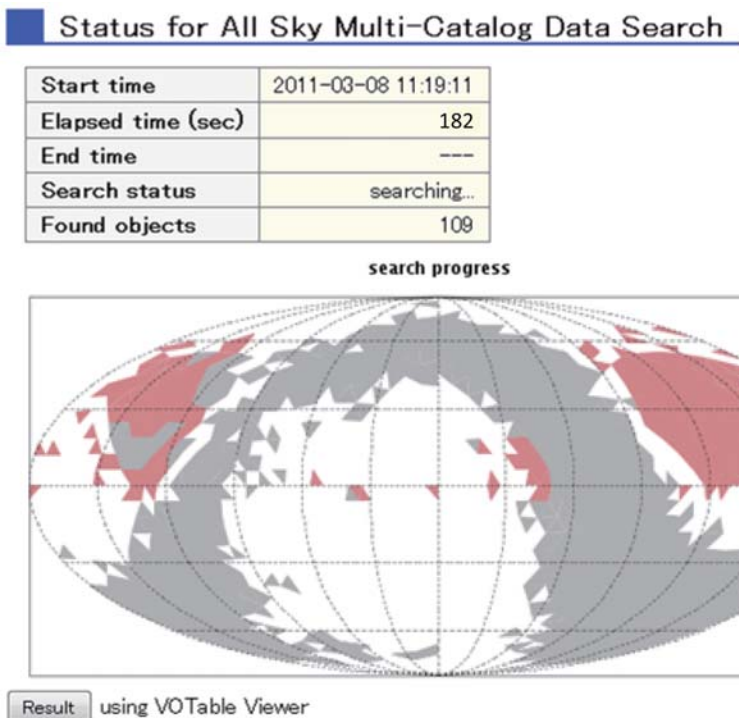 Status for All Sky Multi-Catalog Data Search
Start time 2011-03-08 11:19:11
Elapsed time (sec) 182
End time ---
Search status searching...
Found objects 109
search progress
Result using VOTable Viewer